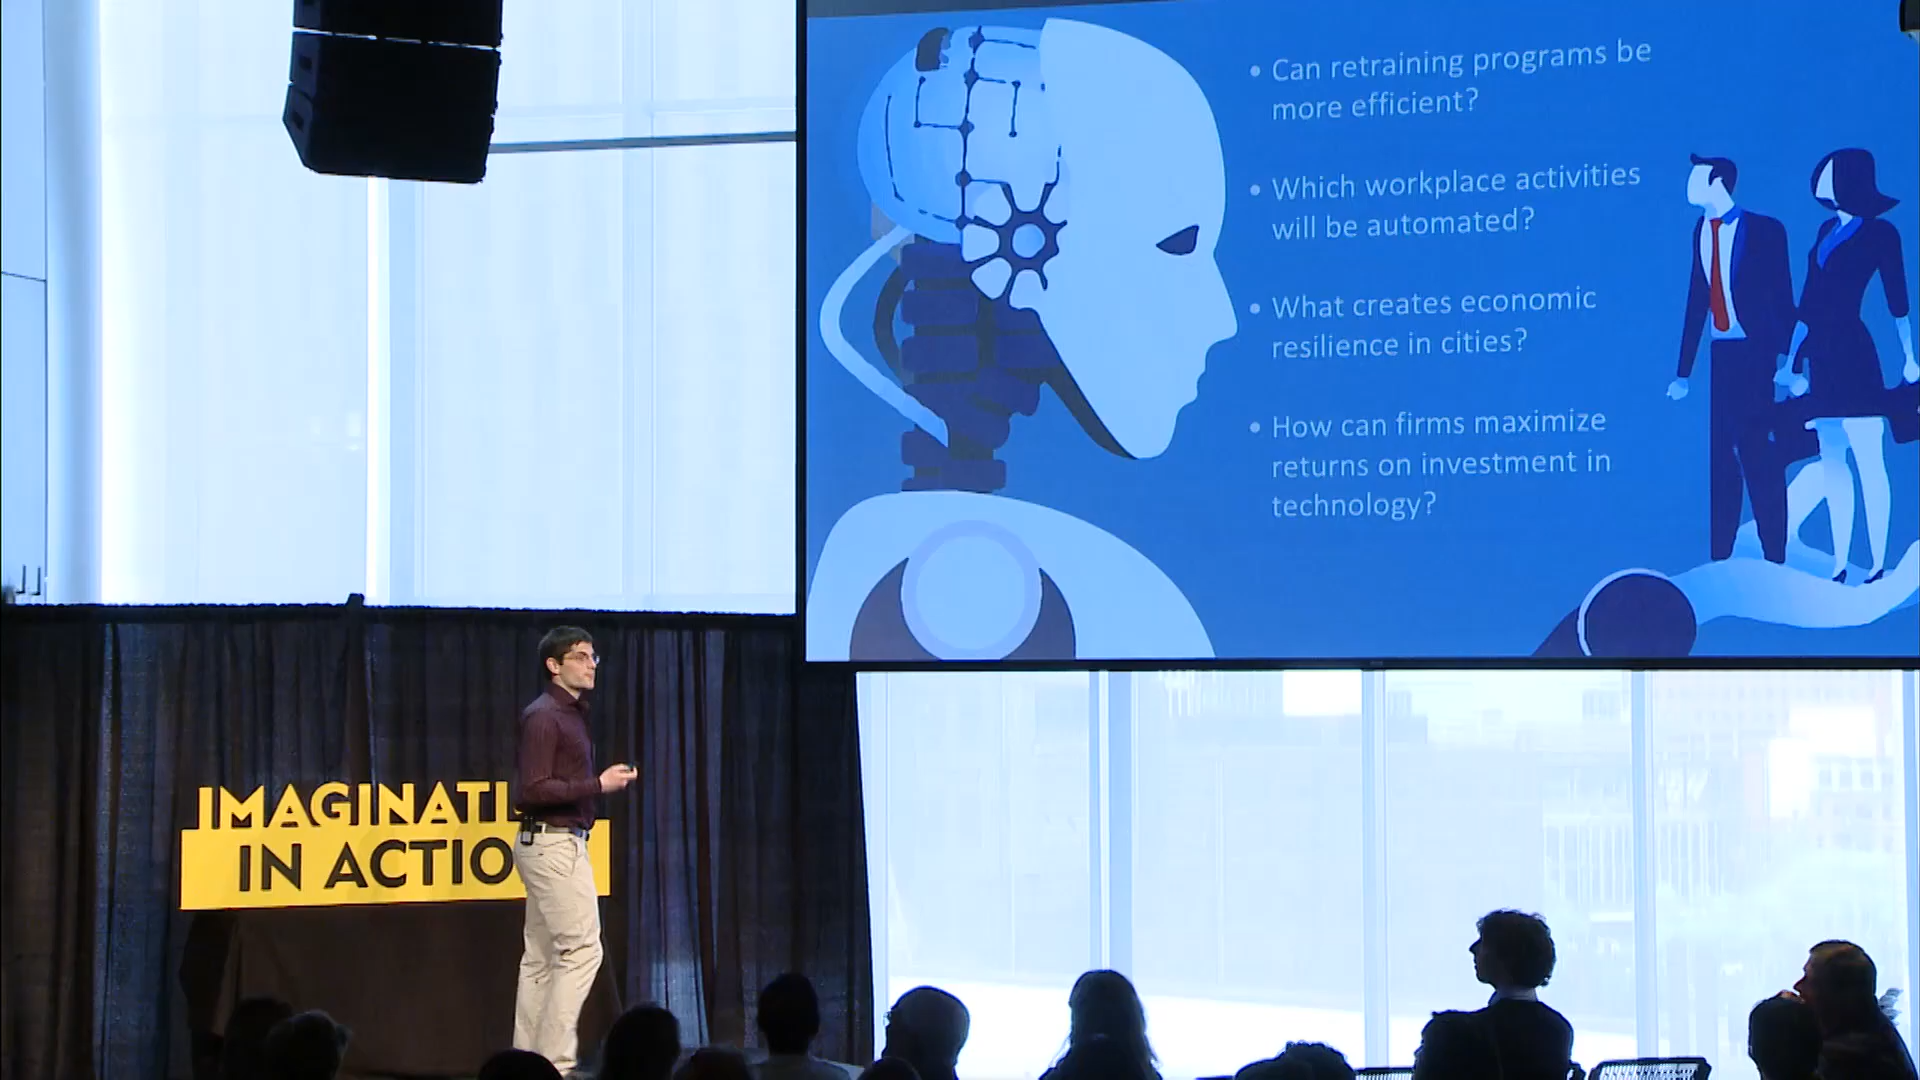 • Can retraining programs be
more efficient?
• Which workplace activities
will be automated?
• What creates economic
resilience in cities?
• How can firms maximize
returns on investment in
technology?
IMAGINATI
IN ACTIO